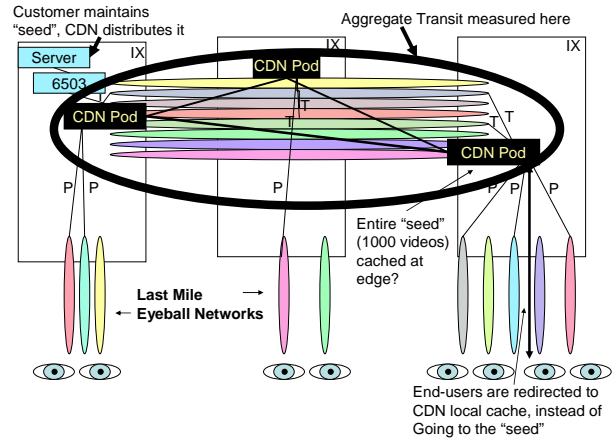 Customer maintains
“seed”, CDN distributes it
Aggregate Transit measured here
IX
IX
IX
Server
6503
CDN Pod
CDN Pod
CDN Pod
T
T
T
T
P
P
P
P
P
P
Entire “seed”
(1000 videos)
cached at
edge?
Last Mile
Eyeball Networks
End-users are redirected to
CDN local cache, instead of
Going to the “seed”